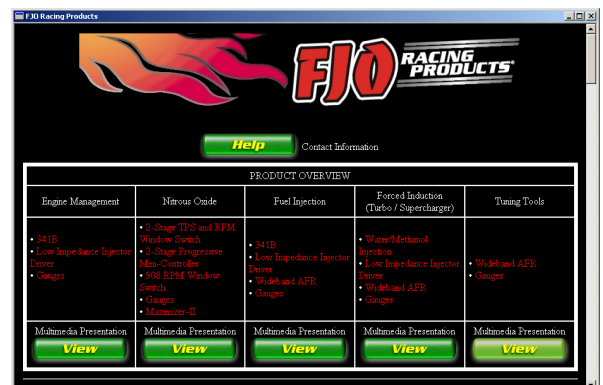 FJO Racing Products
FJO RACING PRODUCTS
Help Contact Information
PRODUCT OVERVIEW
Engine Management
Nitrous Oxide
Fuel Injection
Forced Induction
(Turbo / Supercharger)
Tuning Tools
• 341B
• Low Impedance Injector
Driver
• Gauges
• 2-Stage TPS and RPM
Window Switch
• 2-Stage Progressive
Mini-Controller
• 908 RPM Window
Switch
• Gauges
• Maximizer-II
• 341B
• Low Impedance Injector
Driver
• Wideband AFR
• Gauges
• Water/Methanol
Injection
• Low Impedance Injector
Driver
• Wideband AFR
• Gauges
• Wideband AFR
• Gauges
Multimedia Presentation
View
Multimedia Presentation
View
Multimedia Presentation
View
Multimedia Presentation
View
Multimedia Presentation
View